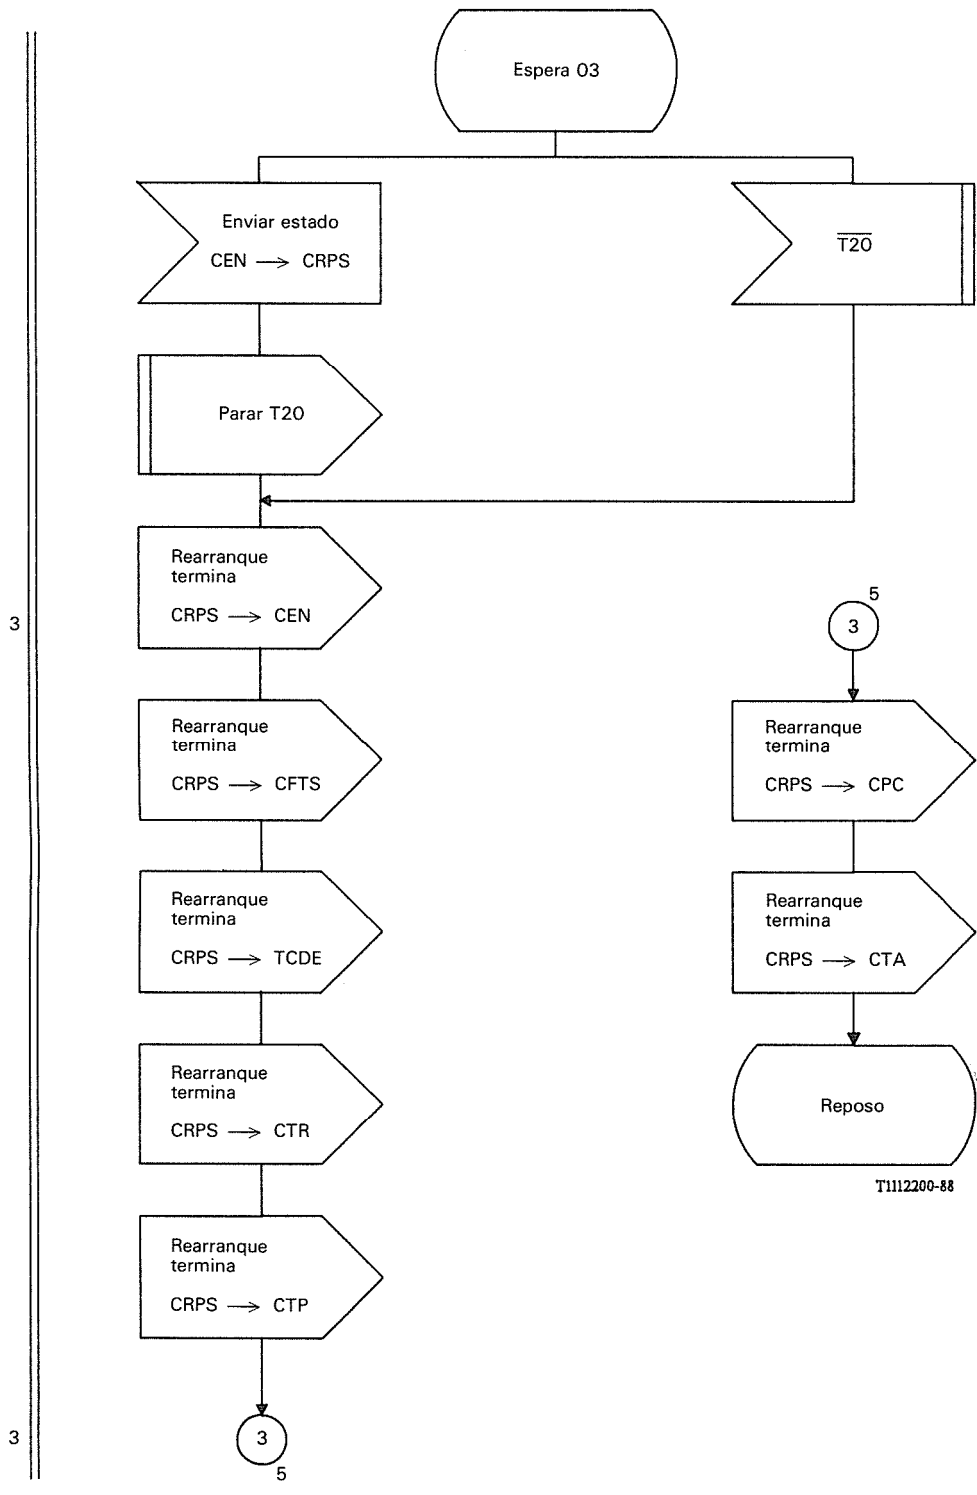 Espera 03
Enviar estado
CEN → CRPS
T20
Parar T20
Rearranque
termina
CRPS → CEN
3
Rearranque
termina
CRPS → CFTS
Rearranque
termina
CRPS → TCDE
Rearranque
termina
CRPS → CTR
Rearranque
termina
CRPS → CTP
3
3
5
5
3
Rearranque
termina
CRPS → CPC
Rearranque
termina
CRPS → CTA
Reposo
T1112200-88